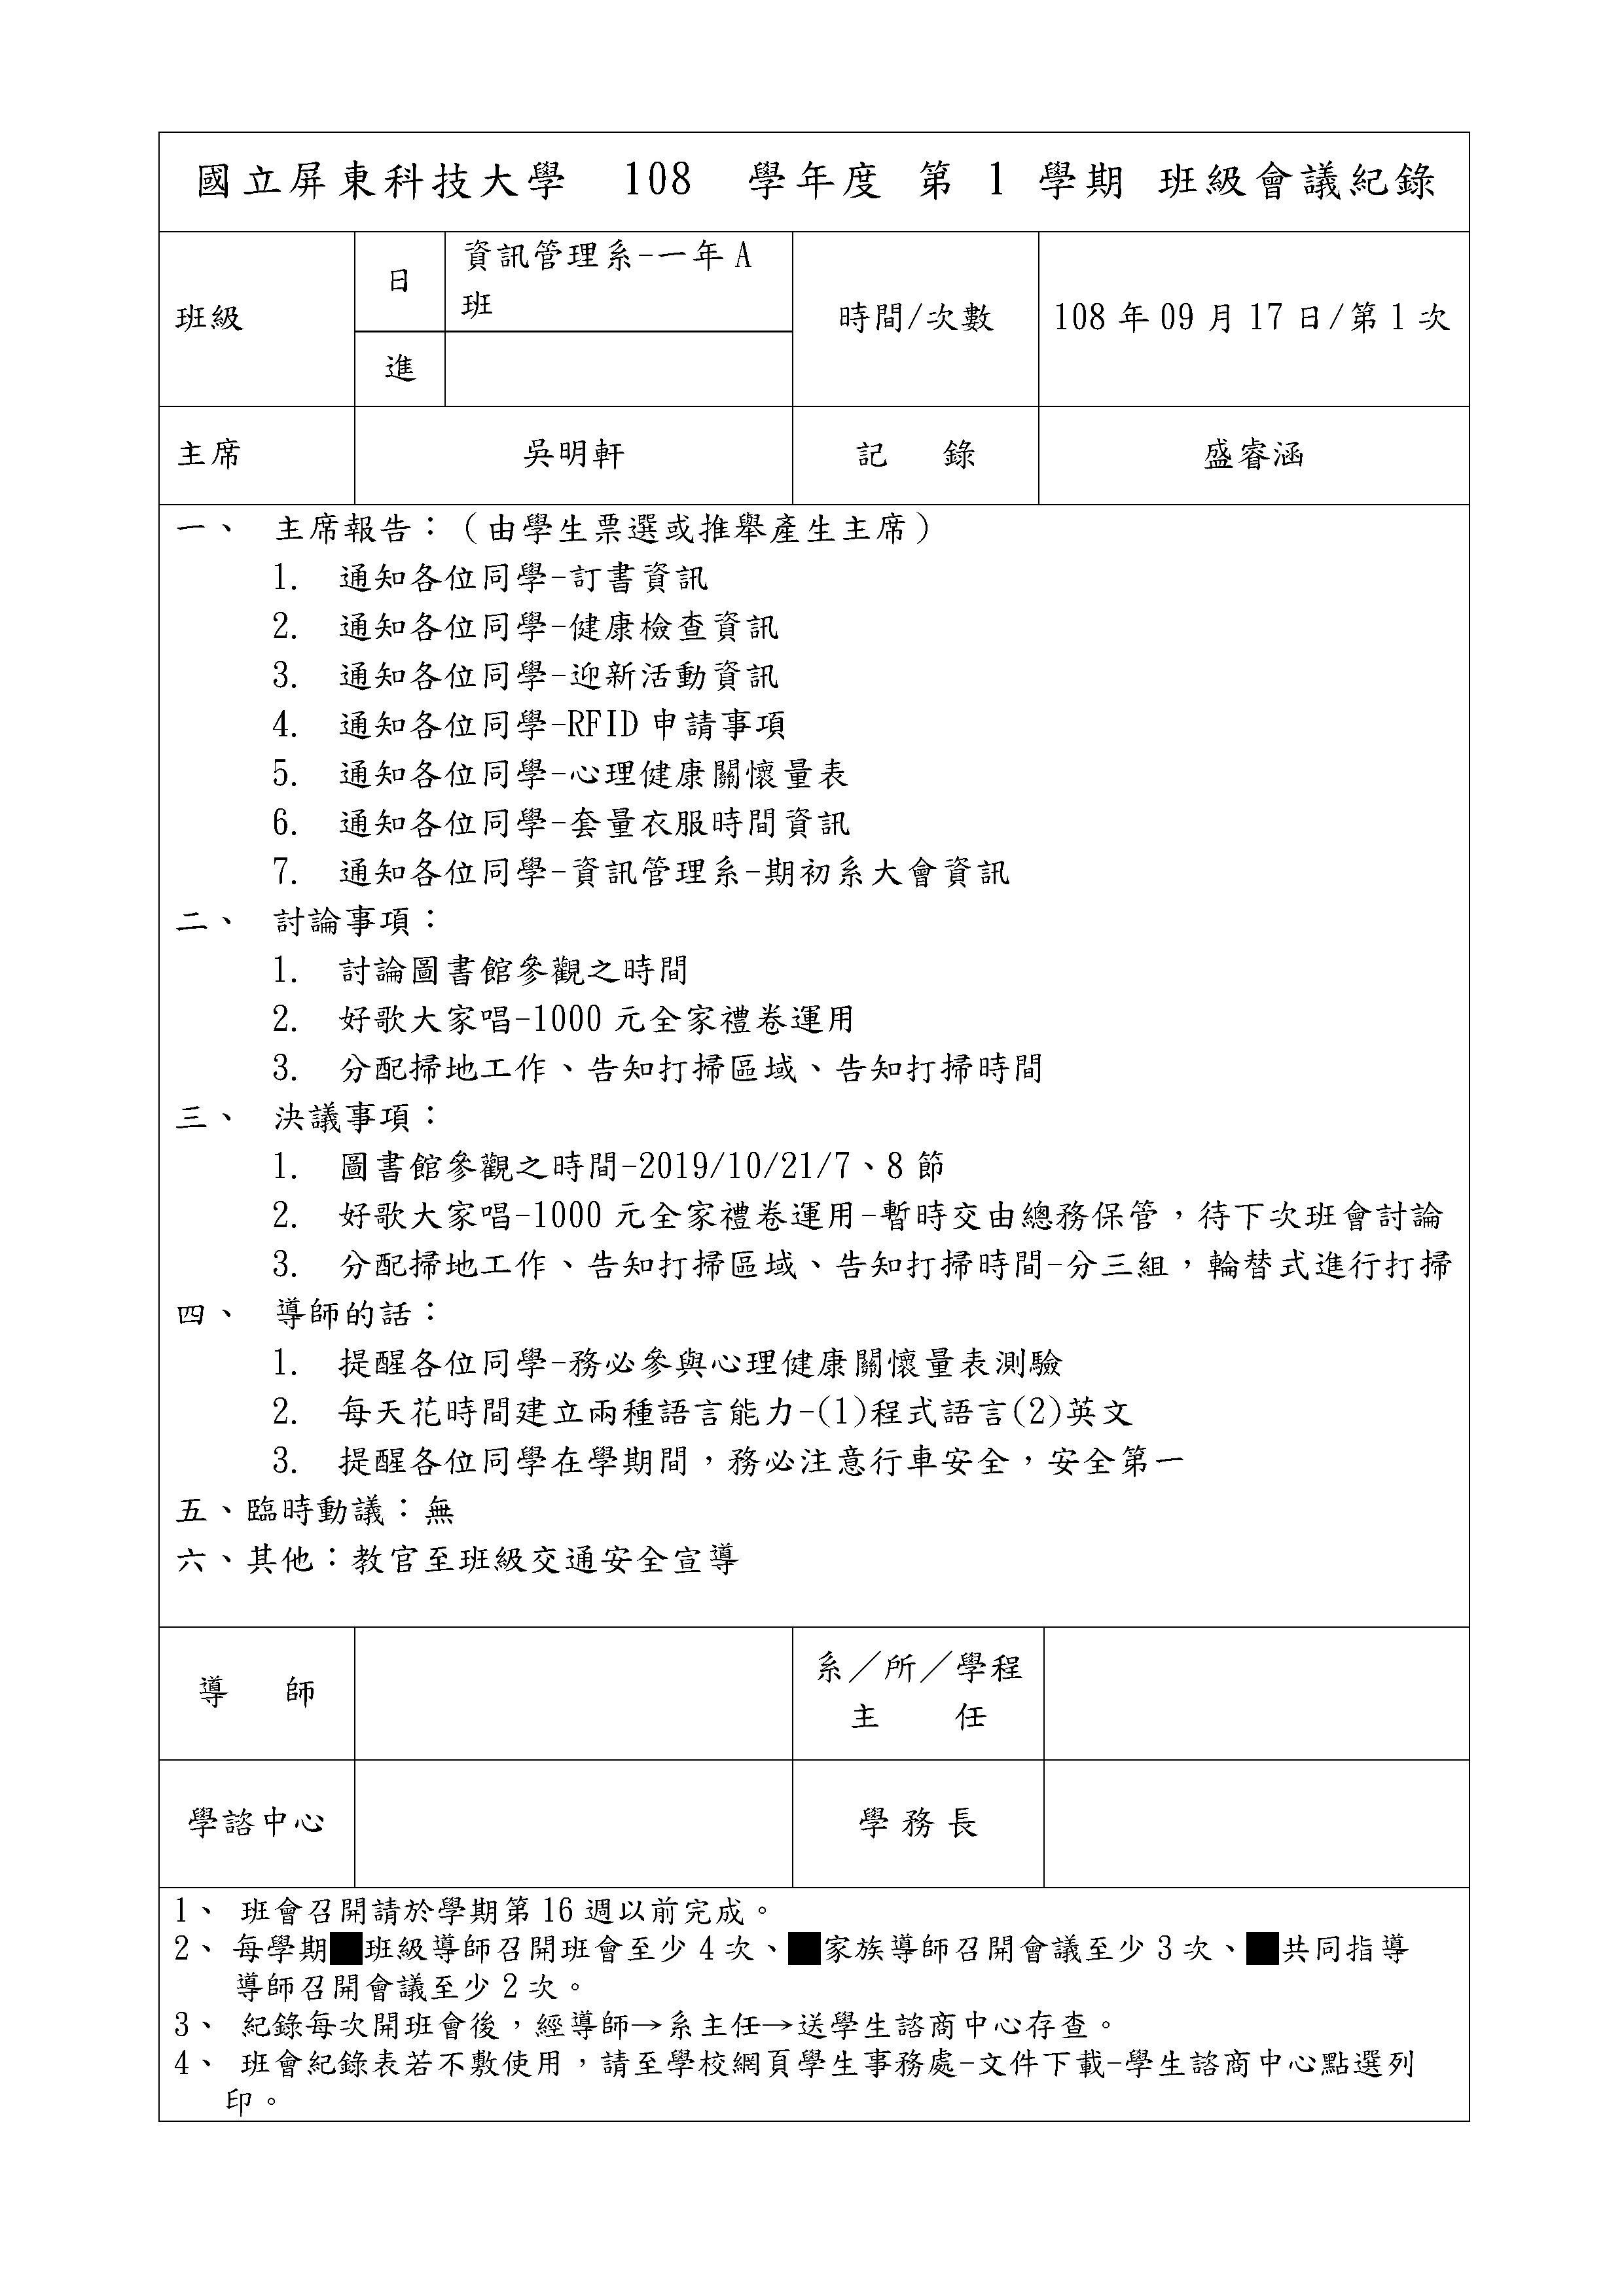 國立屏東科技大學 108 學年度 第 1 學期 班級會議紀錄
班級
日
資訊管理系-一年 A
班
進
時間/次數
108 年 09 月 17 日/第 1 次
主席
吳明軒
記 錄
盛睿涵
一、 主席報告：（由學生票選或推舉產生主席）
1. 通知各位同學-訂書資訊
2. 通知各位同學-健康檢查資訊
3. 通知各位同學-迎新活動資訊
4. 通知各位同學-RFID 申請事項
5. 通知各位同學-心理健康關懷量表
6. 通知各位同學-套量衣服時間資訊
7. 通知各位同學-資訊管理系-期初系大會資訊
二、 討論事項：
1. 討論圖書館參觀之時間
2. 好歌大家唱-1000 元全家禮卷運用
3. 分配掃地工作、告知打掃區域、告知打掃時間
三、 決議事項：
1. 圖書館參觀之時間-2019/10/21/7、8 節
2. 好歌大家唱-1000 元全家禮卷運用-暫時交由總務保管，待下次班會討論
3. 分配掃地工作、告知打掃區域、告知打掃時間-分三組，輪替式進行打掃
四、 導師的話：
1. 提醒各位同學-務必參與心理健康關懷量表測驗
2. 每天花時間建立兩種語言能力-(1)程式語言(2)英文
3. 提醒各位同學在學期間，務必注意行車安全，安全第一
五、臨時動議：無
六、其他：教官至班級交通安全宣導
導 師
系／所／學程
主 任
學諮中心
學 務 長
1、 班會召開請於學期第 16 週以前完成。
2、 每學期■班級導師召開班會至少 4 次、■家族導師召開會議至少 3 次、■共同指導
導師召開會議至少 2 次。
3、 紀錄每次開班會後，經導師→系主任→送學生諮商中心存查。
4、 班會紀錄表若不敷使用，請至學校網頁學生事務處-文件下載-學生諮商中心點選列
印。